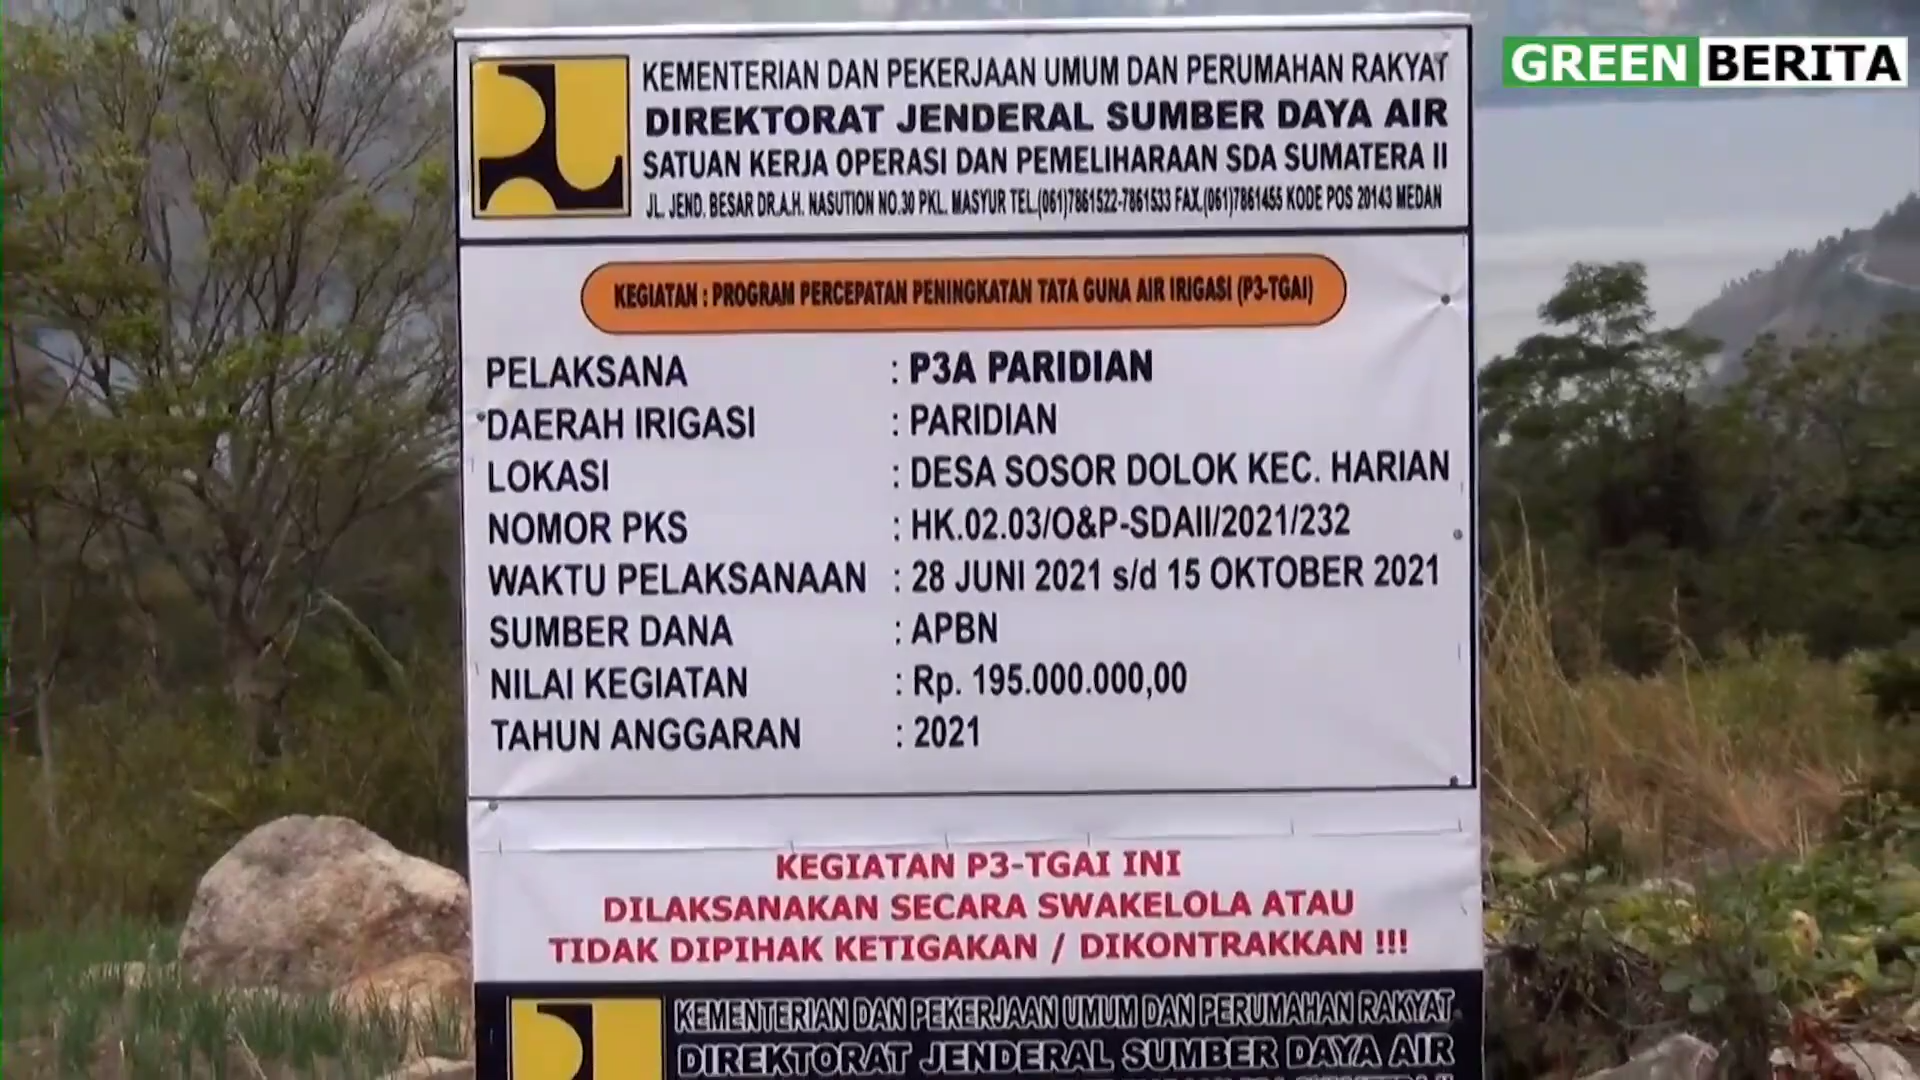 GREEN BERITA
KEMENTERIAN DAN PEKERJAAN UMUM DAN PERUMAHAN RAKYAT
DIREKTORAT JENDERAL SUMBER DAYA AIR
SATUAN KERJA OPERASI DAN PEMELIHARAAN SDA SUMATERA II
JL. JEND. BESAR DR.A.H. NASUTION NO.30 PKL. MASYUR TEL.(061)7861522-7861533 FAX.(061)7861455 KODE POS 20143 MEDAN
KEGIATAN : PROGRAM PERCEPATAN PENINGKATAN TATA GUNA AIR IRIGASI (P3-TGAI)
PELAKSANA : P3A PARIDIAN
DAERAH IRIGASI : PARIDIAN
LOKASI : DESA SOSOR DOLOK KEC. HARIAN
NOMOR PKS : HK.02.03/O&P-SDAII/2021/232
WAKTU PELAKSANAAN : 28 JUNI 2021 s/d 15 OKTOBER 2021
SUMBER DANA : APBN
NILAI KEGIATAN : Rp. 195.000.000,00
TAHUN ANGGARAN : 2021
KEGIATAN P3-TGAI INI
DILAKSANAKAN SECARA SWAKELOLA ATAU
TIDAK DIPIHAK KETIGAKAN / DIKONTRAKKAN !!!
KEMENTERIAN DAN PEKERJAAN UMUM DAN PERUMAHAN RAKYAT
DIREKTORAT JENDERAL SUMBER DAYA AIR